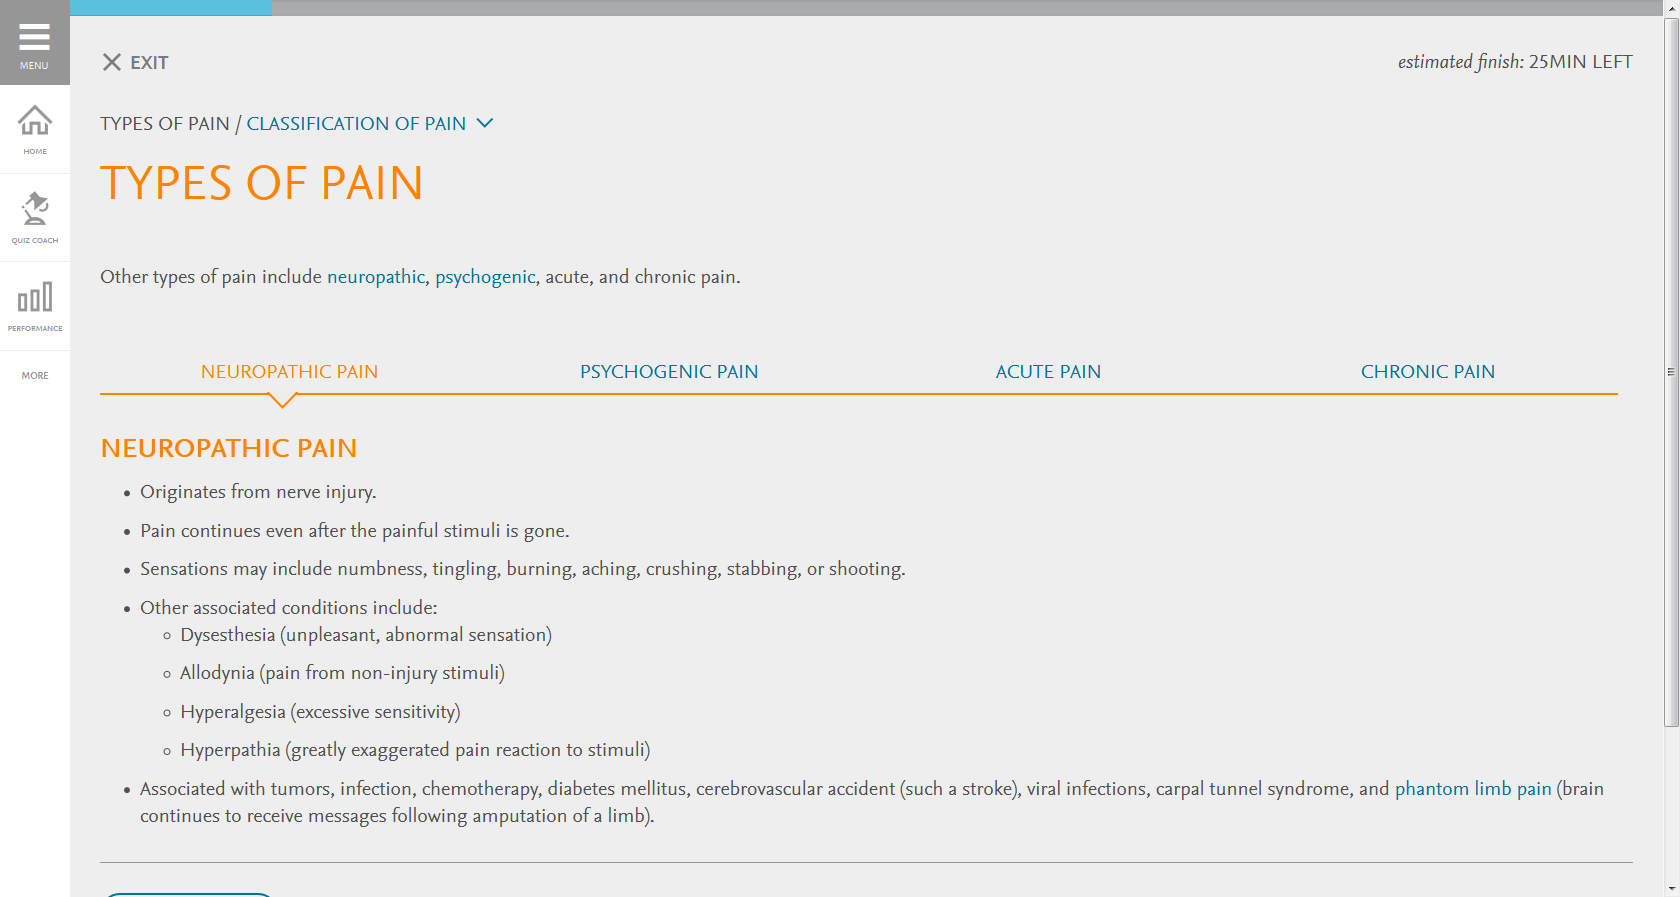 MENU
HOME
QUIZ COACH
PERFORMANCE
MORE
EXIT
estimated finish: 25MIN LEFT
TYPES OF PAIN / CLASSIFICATION OF PAIN
TYPES OF PAIN
Other types of pain include neuropathic, psychogenic, acute, and chronic pain.
NEUROPATHIC PAIN
PSYCHOGENIC PAIN
ACUTE PAIN
CHRONIC PAIN
NEUROPATHIC PAIN
• Originates from nerve injury.
• Pain continues even after the painful stimuli is gone.
• Sensations may include numbness, tingling, burning, aching, crushing, stabbing, or shooting.
• Other associated conditions include:
◦ Dysesthesia (unpleasant, abnormal sensation)
◦ Allodynia (pain from non-injury stimuli)
◦ Hyperalgesia (excessive sensitivity)
◦ Hyperpathia (greatly exaggerated pain reaction to stimuli)
• Associated with tumors, infection, chemotherapy, diabetes mellitus, cerebrovascular accident (such a stroke), viral infections, carpal tunnel syndrome, and phantom limb pain (brain
continues to receive messages following amputation of a limb).